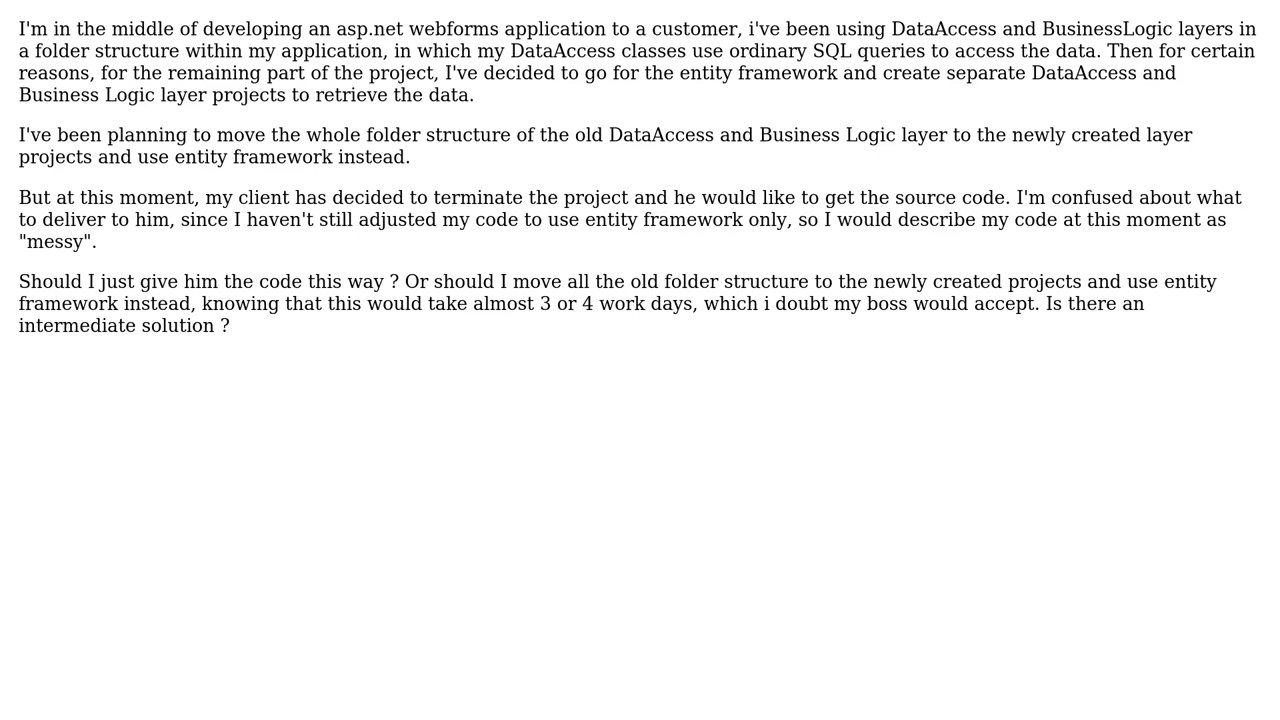 I'm in the middle of developing an asp.net webforms application to a customer, i've been using DataAccess and BusinessLogic layers in
a folder structure within my application, in which my DataAccess classes use ordinary SQL queries to access the data. Then for certain
reasons, for the remaining part of the project, I've decided to go for the entity framework and create separate DataAccess and
Business Logic layer projects to retrieve the data.
I've been planning to move the whole folder structure of the old DataAccess and Business Logic layer to the newly created layer
projects and use entity framework instead.
But at this moment, my client has decided to terminate the project and he would like to get the source code. I'm confused about what
to deliver to him, since I haven't still adjusted my code to use entity framework only, so I would describe my code at this moment as
"messy".
Should I just give him the code this way ? Or should I move all the old folder structure to the newly created projects and use entity
framework instead, knowing that this would take almost 3 or 4 work days, which i doubt my boss would accept. Is there an
intermediate solution ?